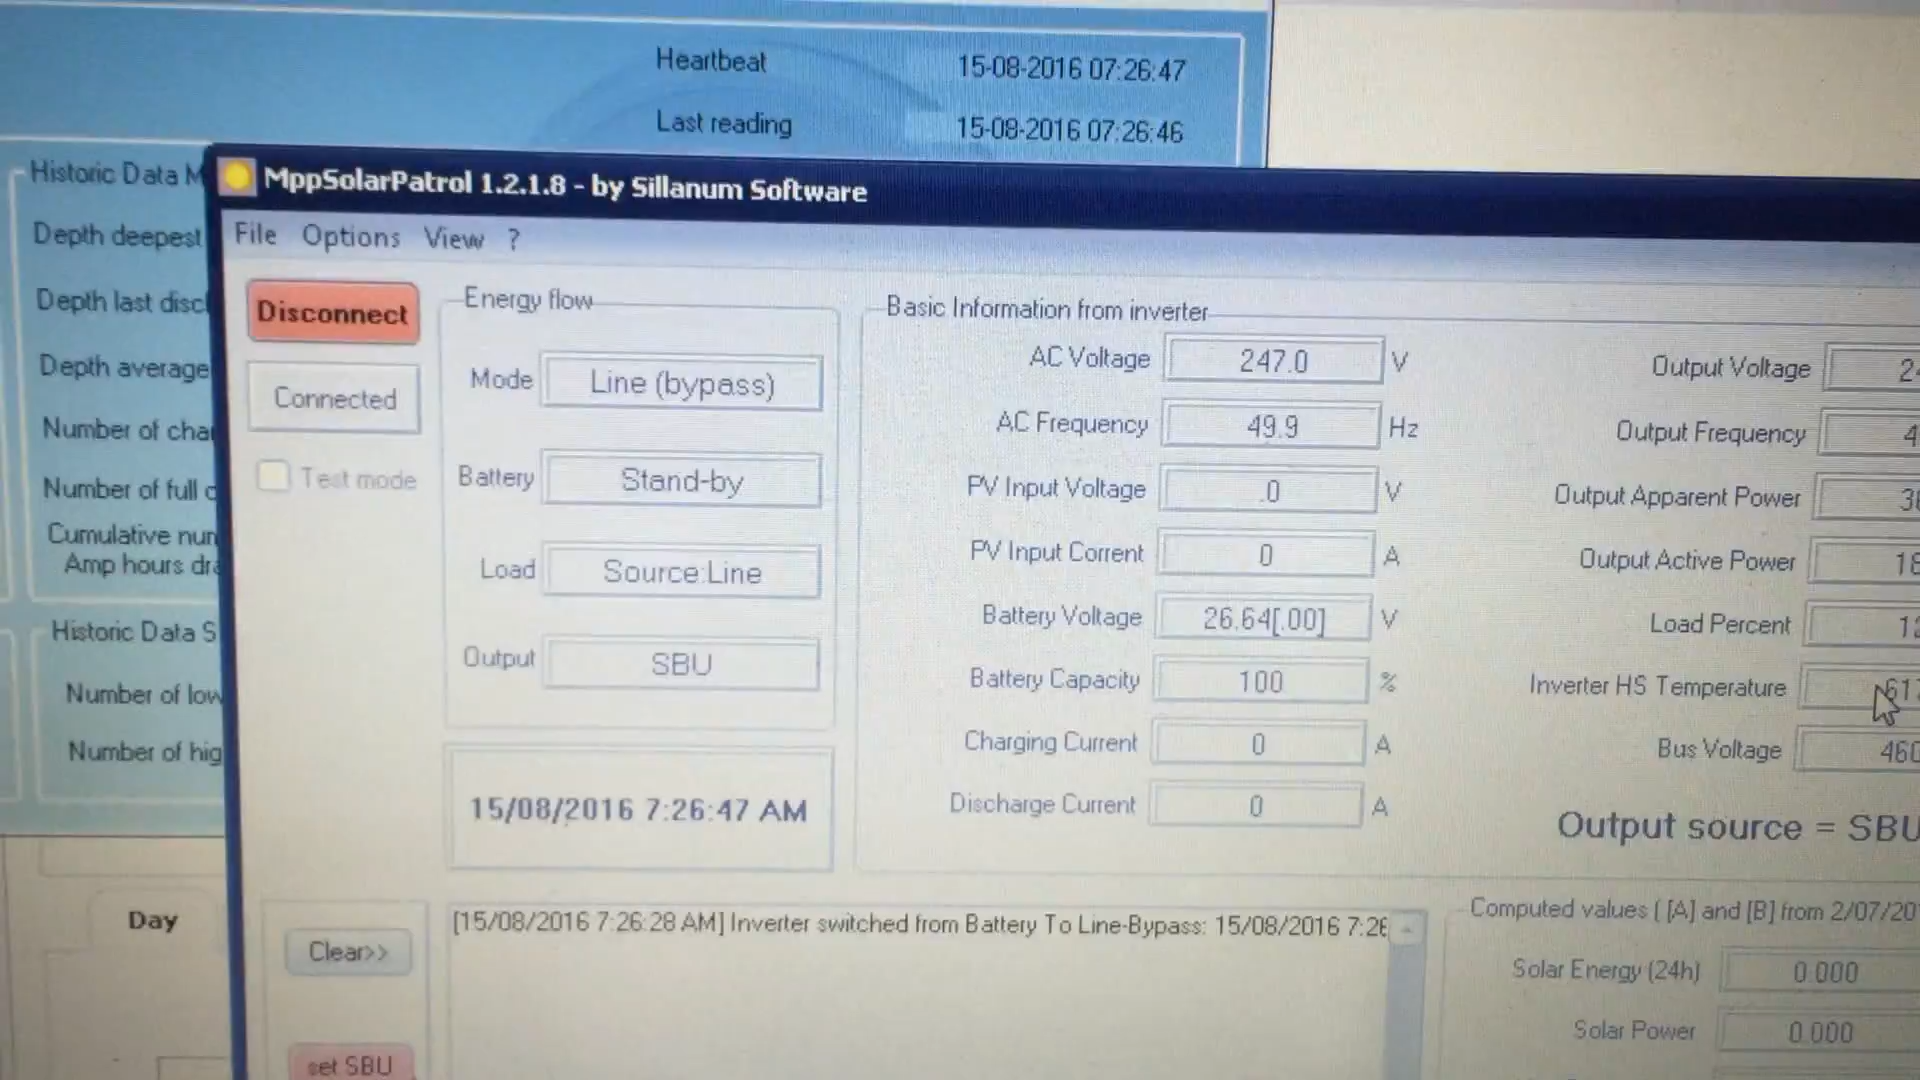 Heartbeat 15-08-2016 07:26:47
Last reading 15-08-2016 07:26:46
Historic Data
Depth deepest
Depth last
Depth average
Number of
Number of full
Cumulative
Amp hours
Historic Data
Number of
Number of
Day
MppSolarPatrol 1.2.1.8 - by Sillanum Software
File Options View ?
Disconnect
Connected
Test mode
Energy flow
Mode Line (bypass)
Battery Stand-by
Load Source:Line
Output SBU
15/08/2016 7:26:47 AM
Basic Information from inverter
AC Voltage 247.0 V
AC Frequency 49.9 Hz
PV Input Voltage .0 V
PV Input Corrent 0 A
Battery Voltage 26.64[.00] V
Battery Capacity 100 %
Charging Current 0 A
Discharge Current 0 A
Output Voltage
Output Frequency
Output Apparent Power
Output Active Power
Load Percent
Inverter HS Temperature
Bus Voltage 460
Output source = SBU
Clear>>
set SBU
[15/08/2016 7:26:28 AM] Inverter switched from Battery To Line-Bypass: 15/08/2016
Computed values ( [A] and [B] from 2/07/20
Solar Energy (24h) 0.000
Solar Power 0.000